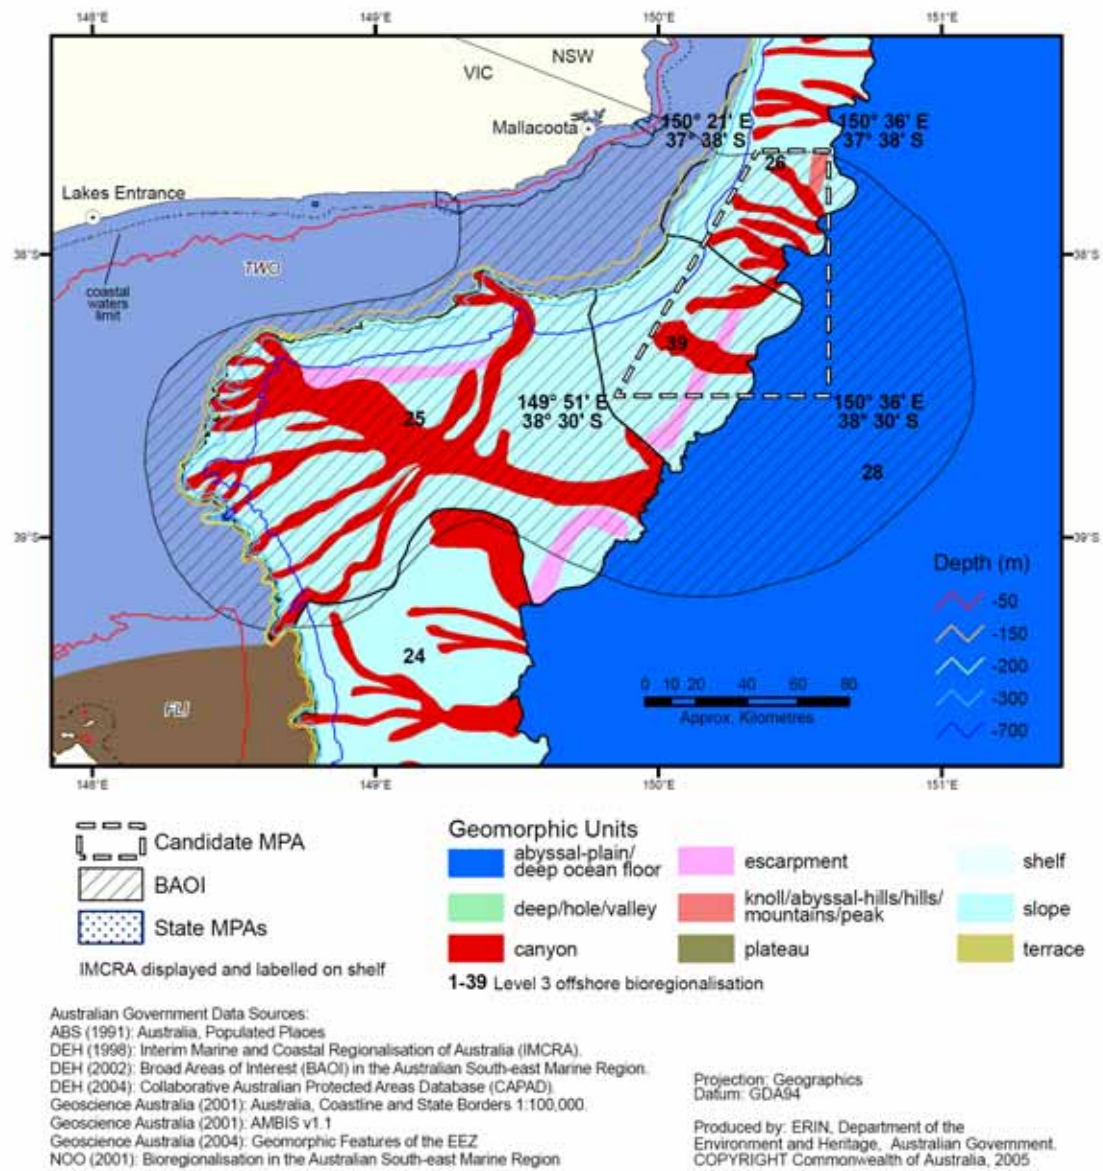 148°E 149°E 150°E 151°E
NSW
VIC
Mallacoota
150° 21' E
37° 38' S
150° 36' E
37° 38' S
26
Lakes Entrance
38°S 38°S
TWO
coastal
waters
limit
39
149° 51' E
38° 30' S
150° 36' E
38° 30' S
25
28
39°S 39°S
Depth (m)
-50
-150
-200
-300
-700
24
0 10 20 40 60 80
Approx. Kilometres
FLI
148°E 149°E 150°E 151°E
Candidate MPA
BAOI
State MPAs
IMCRA displayed and labelled on shelf
Geomorphic Units
abyssal-plain/
deep ocean floor
deep/hole/valley
canyon
escarpment
knoll/abyssal-hills/hills/
mountains/peak
plateau
shelf
slope
terrace
1-39 Level 3 offshore bioregionalisation
Australian Government Data Sources:
ABS (1991): Australia, Populated Places
DEH (1998): Interim Marine and Coastal Regionalisation of Australia (IMCRA).
DEH (2002): Broad Areas of Interest (BAOI) in the Australian South-east Marine Region.
DEH (2004): Collaborative Australian Protected Areas Database (CAPAD).
Geoscience Australia (2001): Australia, Coastline and State Borders 1:100,000.
Geoscience Australia (2001): AMBIS v1.1
Geoscience Australia (2004): Geomorphic Features of the EEZ
NOO (2001): Bioregionalisation in the Australian South-east Marine Region
Projection: Geographics
Datum: GDA94
Produced by: ERIN, Department of the
Environment and Heritage, Australian Government.
COPYRIGHT Commonwealth of Australia, 2005